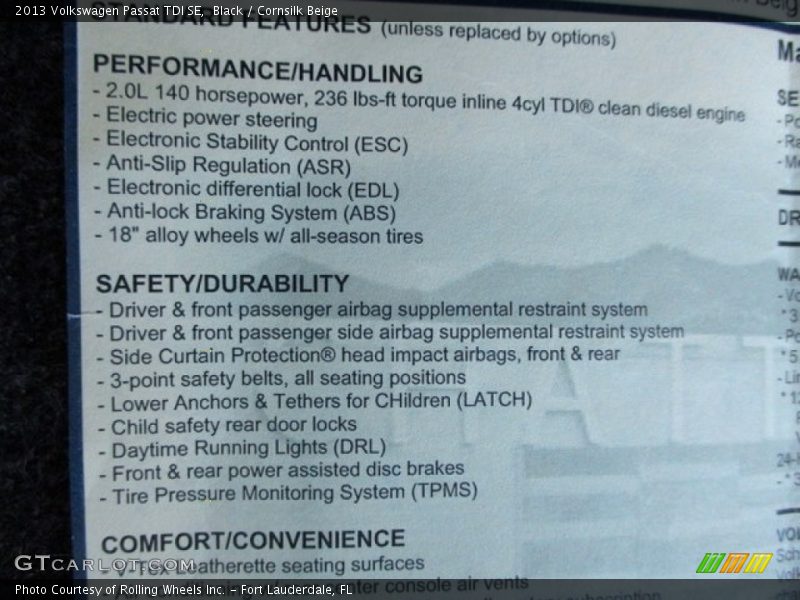 2013 Volkswagen Passat TDI SE, Black / Cornsilk Beige
STANDARD FEATURES (unless replaced by options)
PERFORMANCE/HANDLING
- 2.0L 140 horsepower, 236 lbs-ft torque inline 4cyl TDI® clean diesel engine
- Electric power steering
- Electronic Stability Control (ESC)
- Anti-Slip Regulation (ASR)
- Electronic differential lock (EDL)
- Anti-lock Braking System (ABS)
- 18" alloy wheels w/ all-season tires
SAFETY/DURABILITY
- Driver & front passenger airbag supplemental restraint system
- Driver & front passenger side airbag supplemental restraint system
- Side Curtain Protection® head impact airbags, front & rear
- 3-point safety belts, all seating positions
- Lower Anchors & Tethers for CHildren (LATCH)
- Child safety rear door locks
- Daytime Running Lights (DRL)
- Front & rear power assisted disc brakes
- Tire Pressure Monitoring System (TPMS)
COMFORT/CONVENIENCE
- V-Tex Leatherette seating surfaces
console air vents
GTCARLOT.COM
Photo Courtesy of Rolling Wheels Inc. – Fort Lauderdale, FL